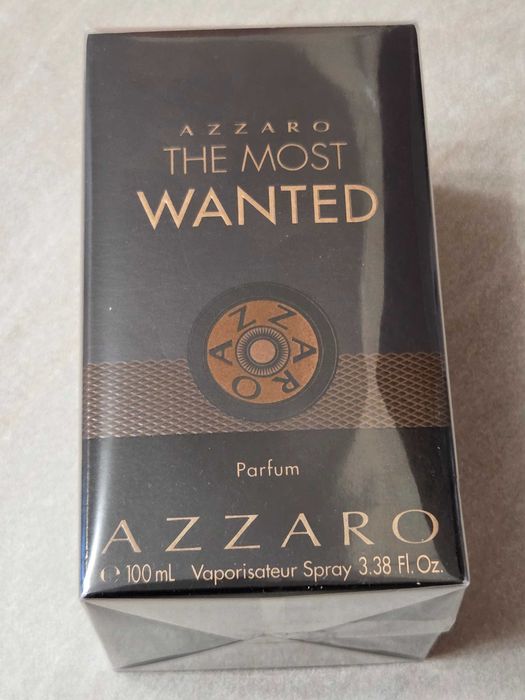 AZZARO
THE MOST
WANTED
AZZARO
Parfum
AZZARO
℮ 100 mL Vaporisateur Spray 3.38 Fl. Oz.